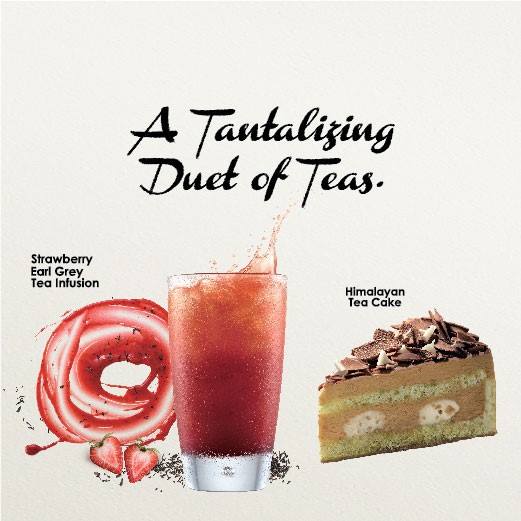 A Tantalizing
Duet of Teas.
Strawberry
Earl Grey
Tea Infusion
Himalayan
Tea Cake